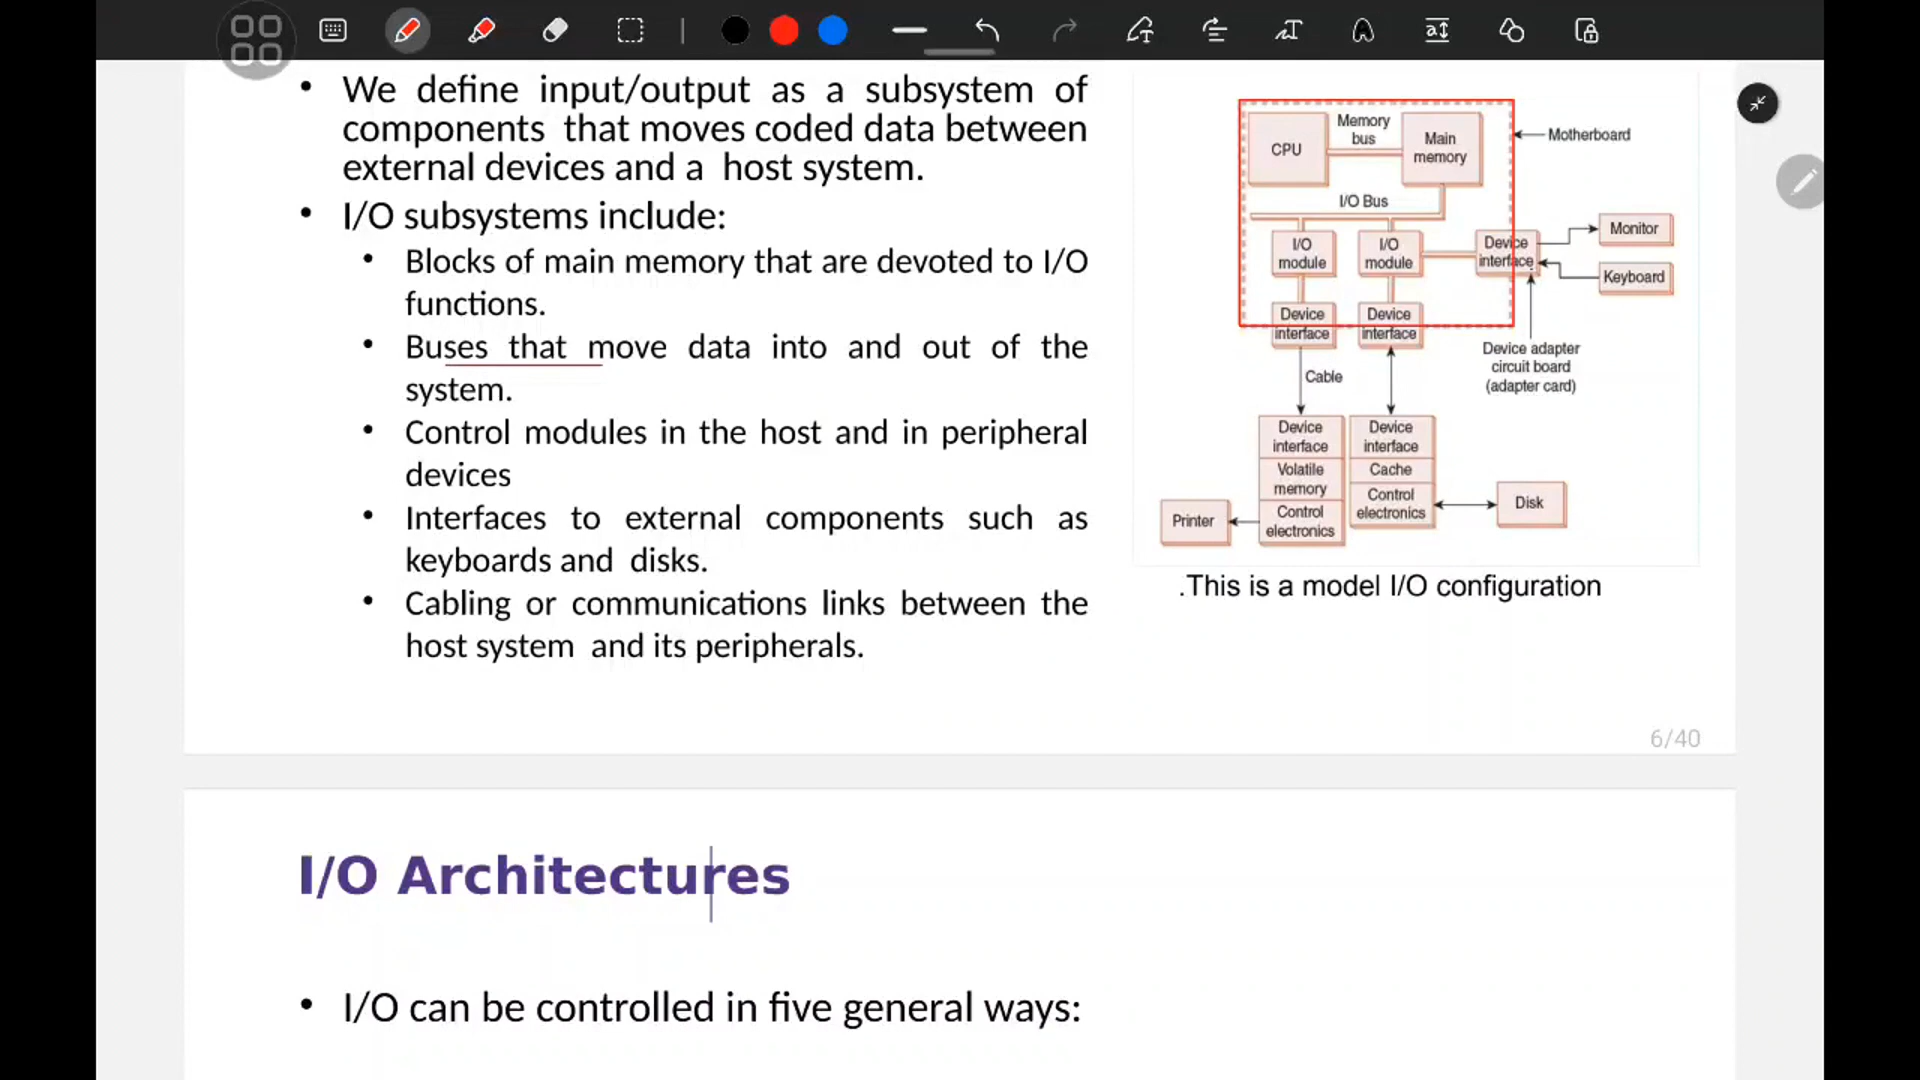 • We define input/output as a subsystem of
components that moves coded data between
external devices and a host system.
• I/O subsystems include:
• Blocks of main memory that are devoted to I/O
functions.
• Buses that move data into and out of the
system.
• Control modules in the host and in peripheral
devices
• Interfaces to external components such as
keyboards and disks.
• Cabling or communications links between the
host system and its peripherals.
CPU
Memory
bus
Main
memory
Motherboard
I/O Bus
I/O
module
I/O
module
Device
interface
Monitor
Keyboard
Device
interface
Device
interface
Device adapter
circuit board
(adapter card)
Cable
Device
interface
Volatile
memory
Control
electronics
Device
interface
Cache
Control
electronics
Printer
Disk
.This is a model I/O configuration
6/40
I/O Architectures
• I/O can be controlled in five general ways: